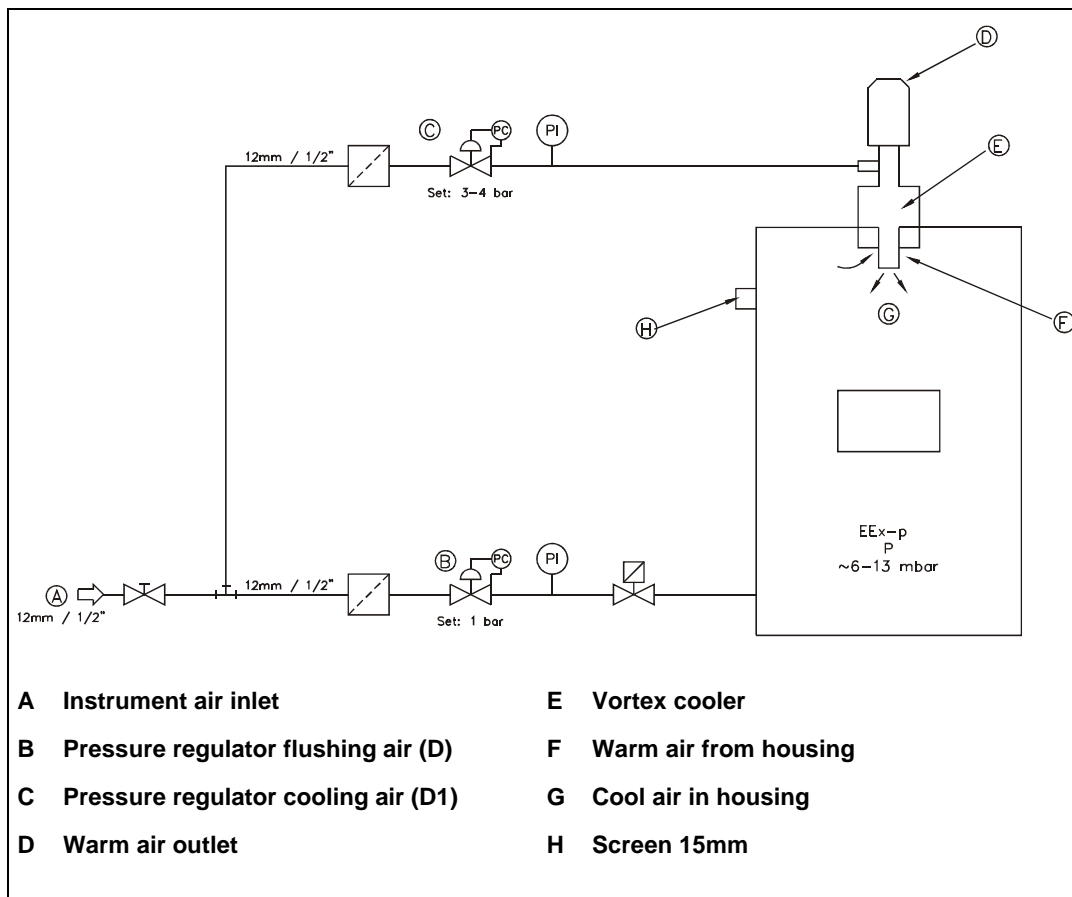 D
C
PC
PI
12mm / 1/2"
Set: 3-4 bar
E
G
F
H
EEx-p
P
~6-13 mbar
B
PC
PI
A
12mm / 1/2"
12mm / 1/2"
Set: 1 bar
A Instrument air inlet
B Pressure regulator flushing air (D)
C Pressure regulator cooling air (D1)
D Warm air outlet
E Vortex cooler
F Warm air from housing
G Cool air in housing
H Screen 15mm